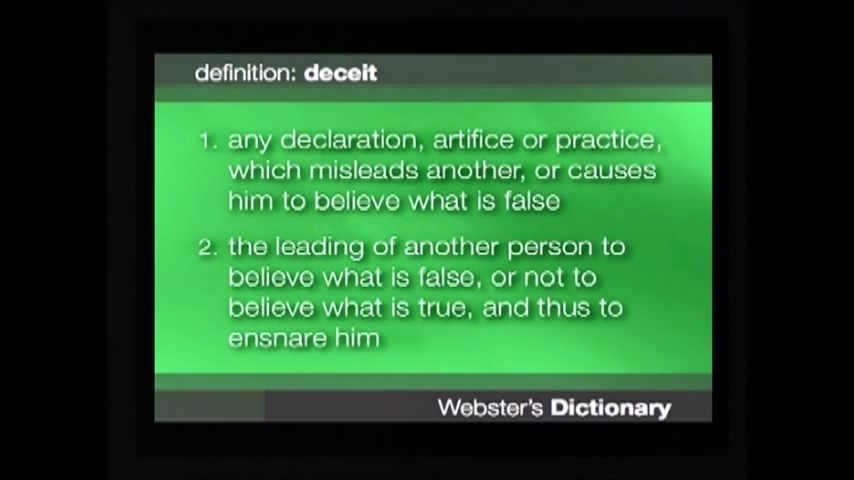 definition: deceit
1. any declaration, artifice or practice,
which misleads another, or causes
him to believe what is false
2. the leading of another person to
believe what is false, or not to
believe what is true, and thus to
ensnare him
Webster's Dictionary